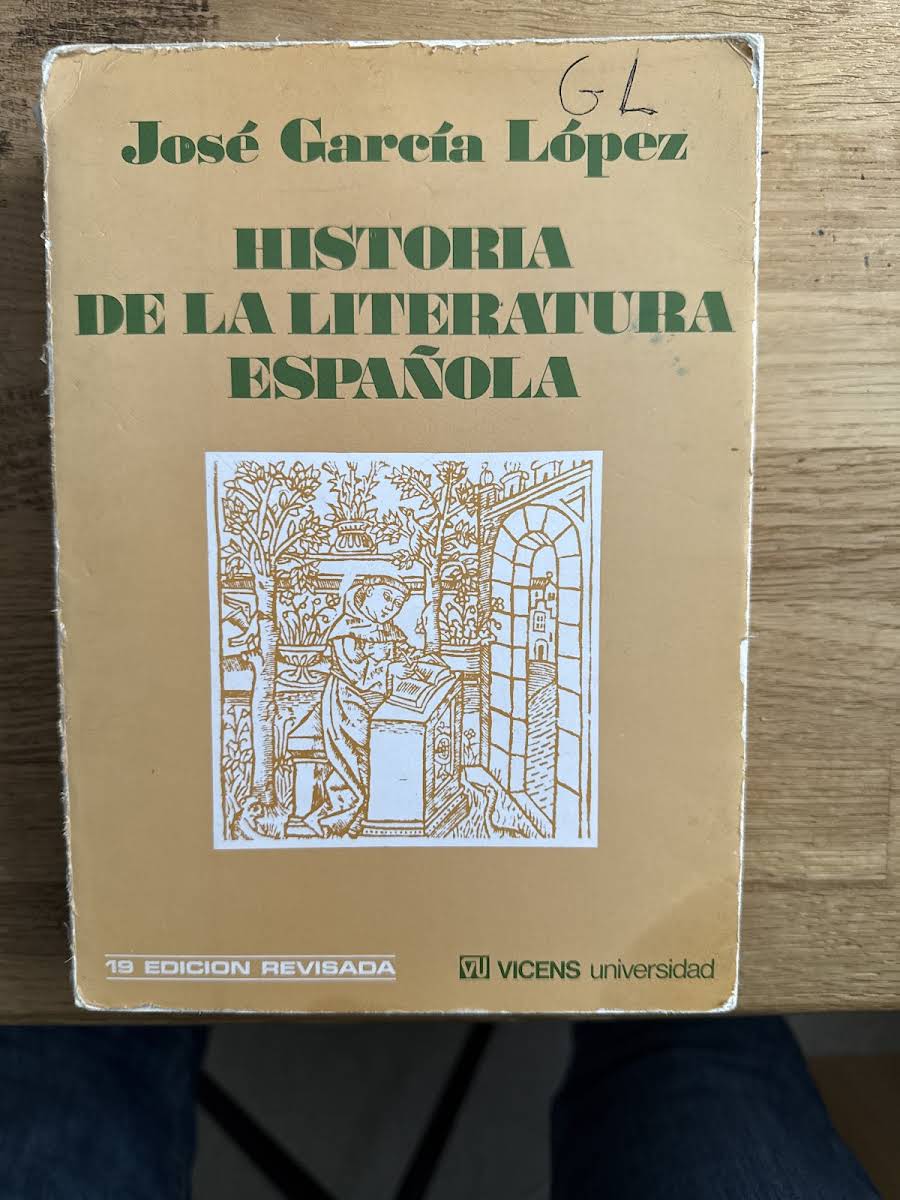 GL
José García López
HISTORIA
DE LA LITERATURA
ESPAÑOLA
19 EDICION REVISADA
VU VICENS universidad